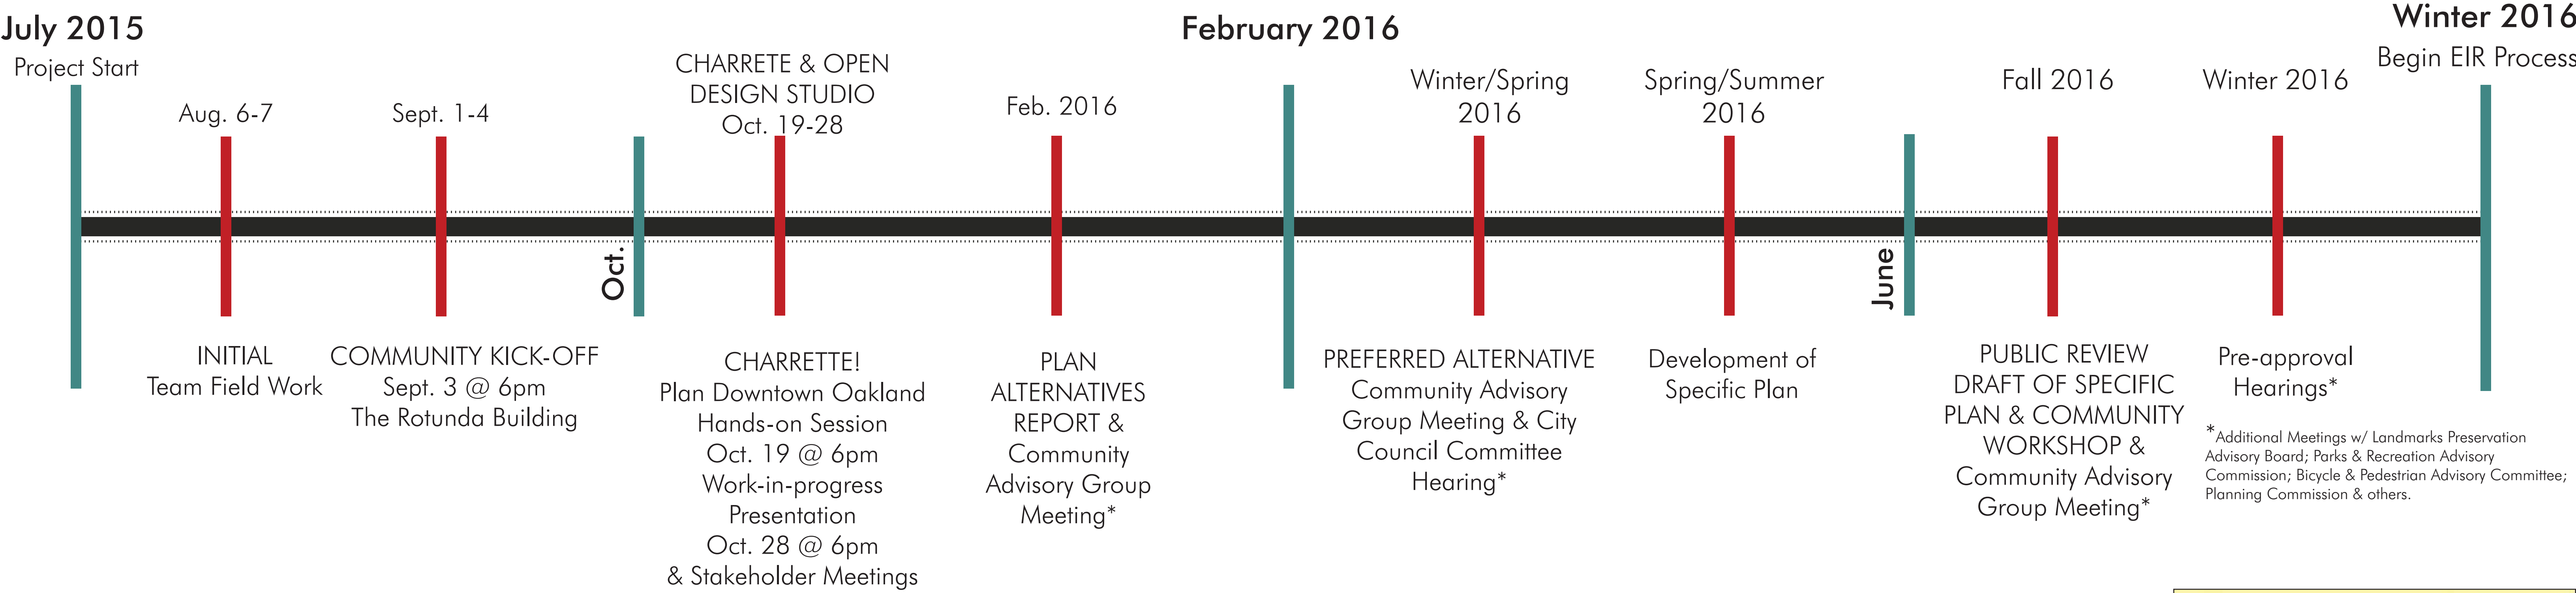 July 2015
Project Start
Aug. 6-7
INITIAL
Team Field Work
Sept. 1-4
COMMUNITY KICK-OFF
Sept. 3 @ 6pm
The Rotunda Building
Oct.
CHARRETE & OPEN
DESIGN STUDIO
Oct. 19-28
CHARRETTE!
Plan Downtown Oakland
Hands-on Session
Oct. 19 @ 6pm
Work-in-progress
Presentation
Oct. 28 @ 6pm
& Stakeholder Meetings
Feb. 2016
PLAN
ALTERNATIVES
REPORT &
Community
Advisory Group
Meeting*
February 2016
Winter/Spring
2016
PREFERRED ALTERNATIVE
Community Advisory
Group Meeting & City
Council Committee
Hearing*
Spring/Summer
2016
Development of
Specific Plan
June
Fall 2016
PUBLIC REVIEW
DRAFT OF SPECIFIC
PLAN & COMMUNITY
WORKSHOP &
Community Advisory
Group Meeting*
Winter 2016
Pre-approval
Hearings*
*Additional Meetings w/ Landmarks Preservation
Advisory Board; Parks & Recreation Advisory
Commission; Bicycle & Pedestrian Advisory Committee;
Planning Commission & others.
Winter 2016
Begin EIR Process